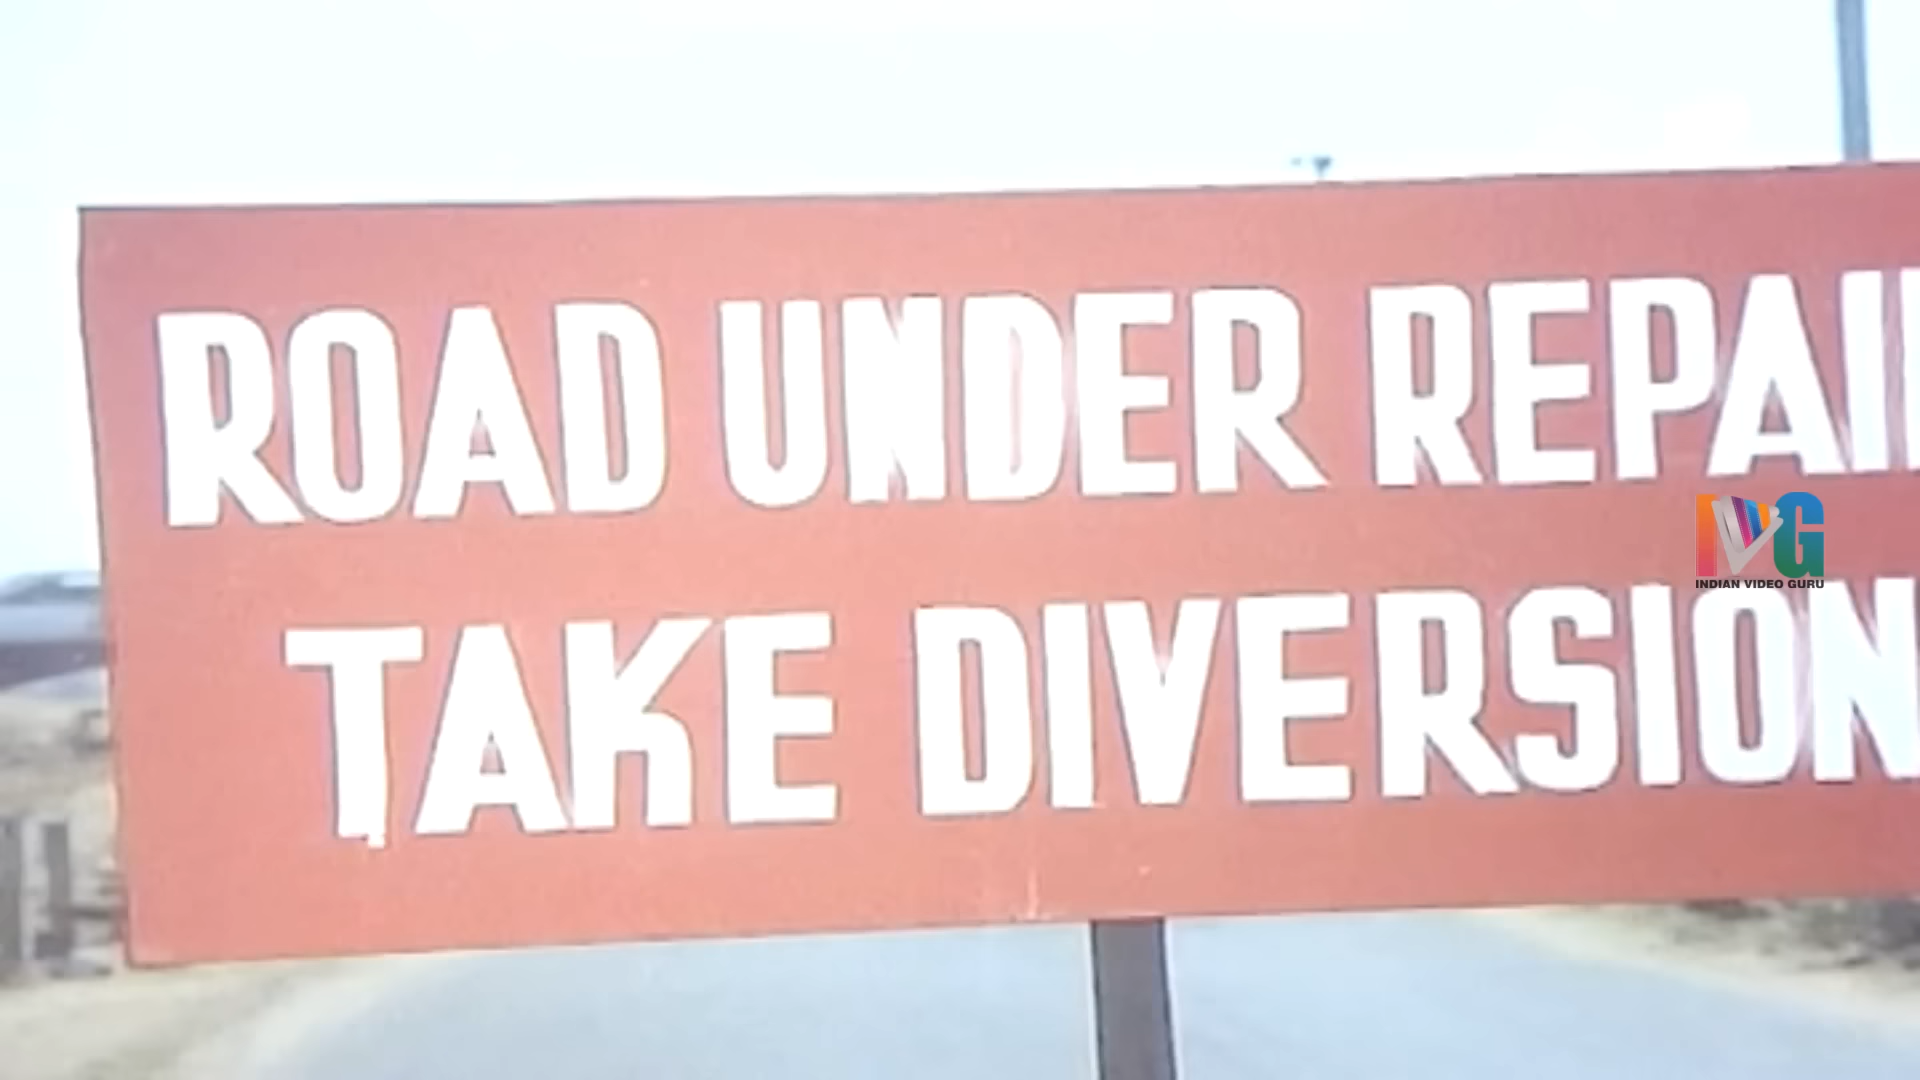 ROAD UNDER REPAI
TAKE DIVERSION
IVG
INDIAN VIDEO GURU